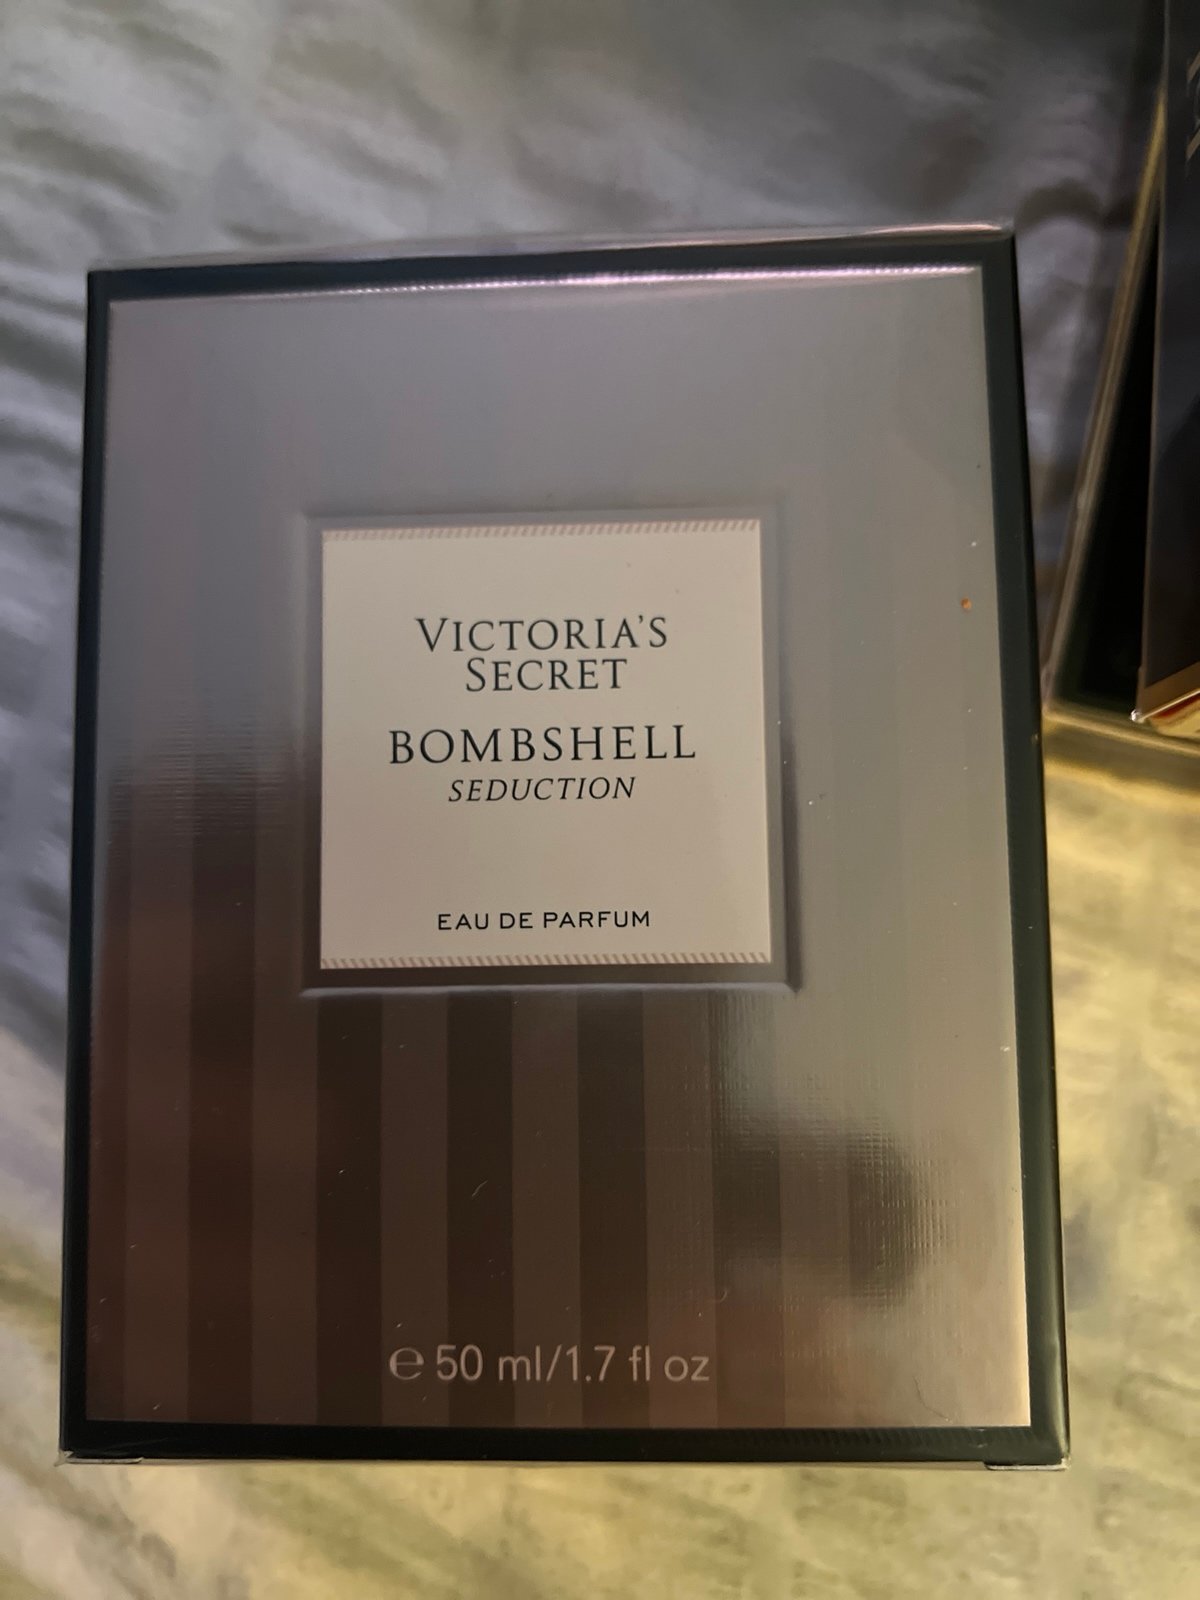 VICTORIA'S
SECRET
BOMBSHELL
SEDUCTION
EAU DE PARFUM
℮ 50 ml/1.7 fl oz